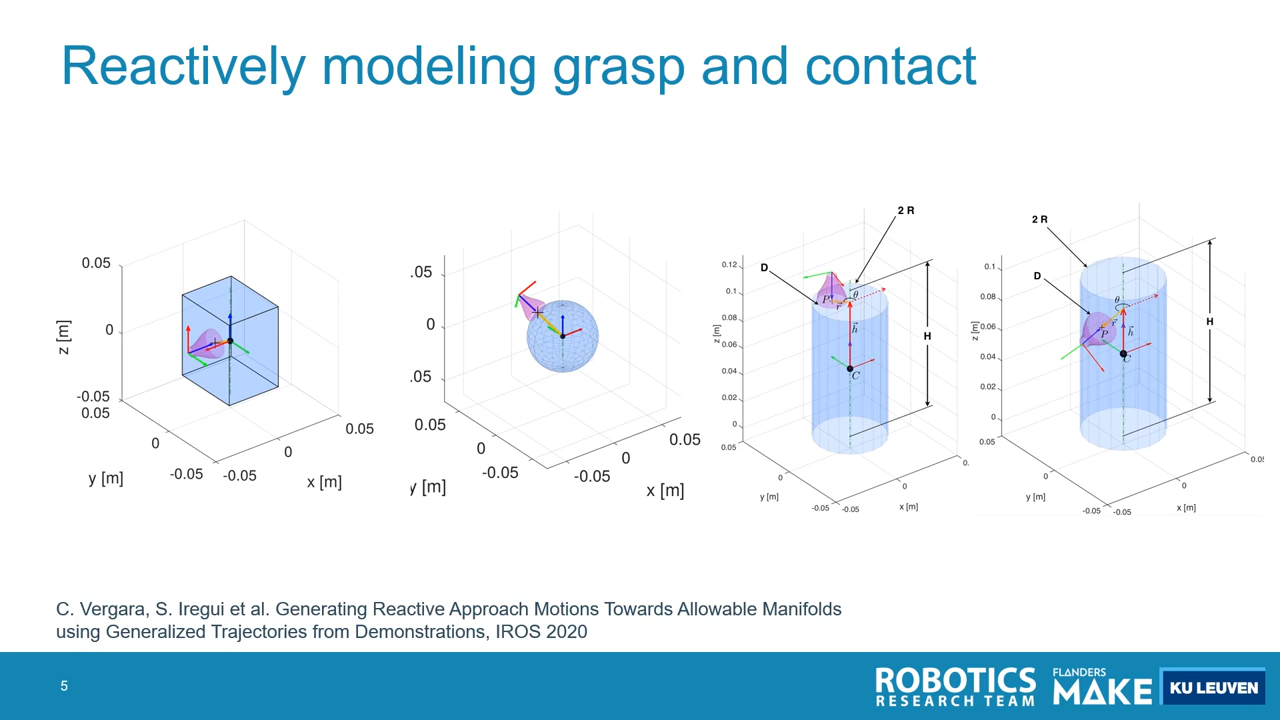 Reactively modeling grasp and contact
0.05
0
-0.05
z [m]
0.05
0
-0.05
y [m]
-0.05
0
0.05
x [m]
.05
0
.05
0.05
0
-0.05
y [m]
-0.05
0
0.05
x [m]
2 R
D
H
P
r
θ
h
C
0.12
0.1
0.08
0.06
0.04
0.02
0
z [m]
0.05
0
-0.05
y [m]
-0.05
0
0.
x [m]
2 R
D
H
P
r
θ
h
C
0.1
0.08
0.06
0.04
0.02
0
z [m]
0.05
0
-0.05
y [m]
-0.05
0
0.05
x [m]
C. Vergara, S. Iregui et al. Generating Reactive Approach Motions Towards Allowable Manifolds
using Generalized Trajectories from Demonstrations, IROS 2020
5
ROBOTICS
RESEARCH TEAM
FLANDERS
MAKE
KU LEUVEN